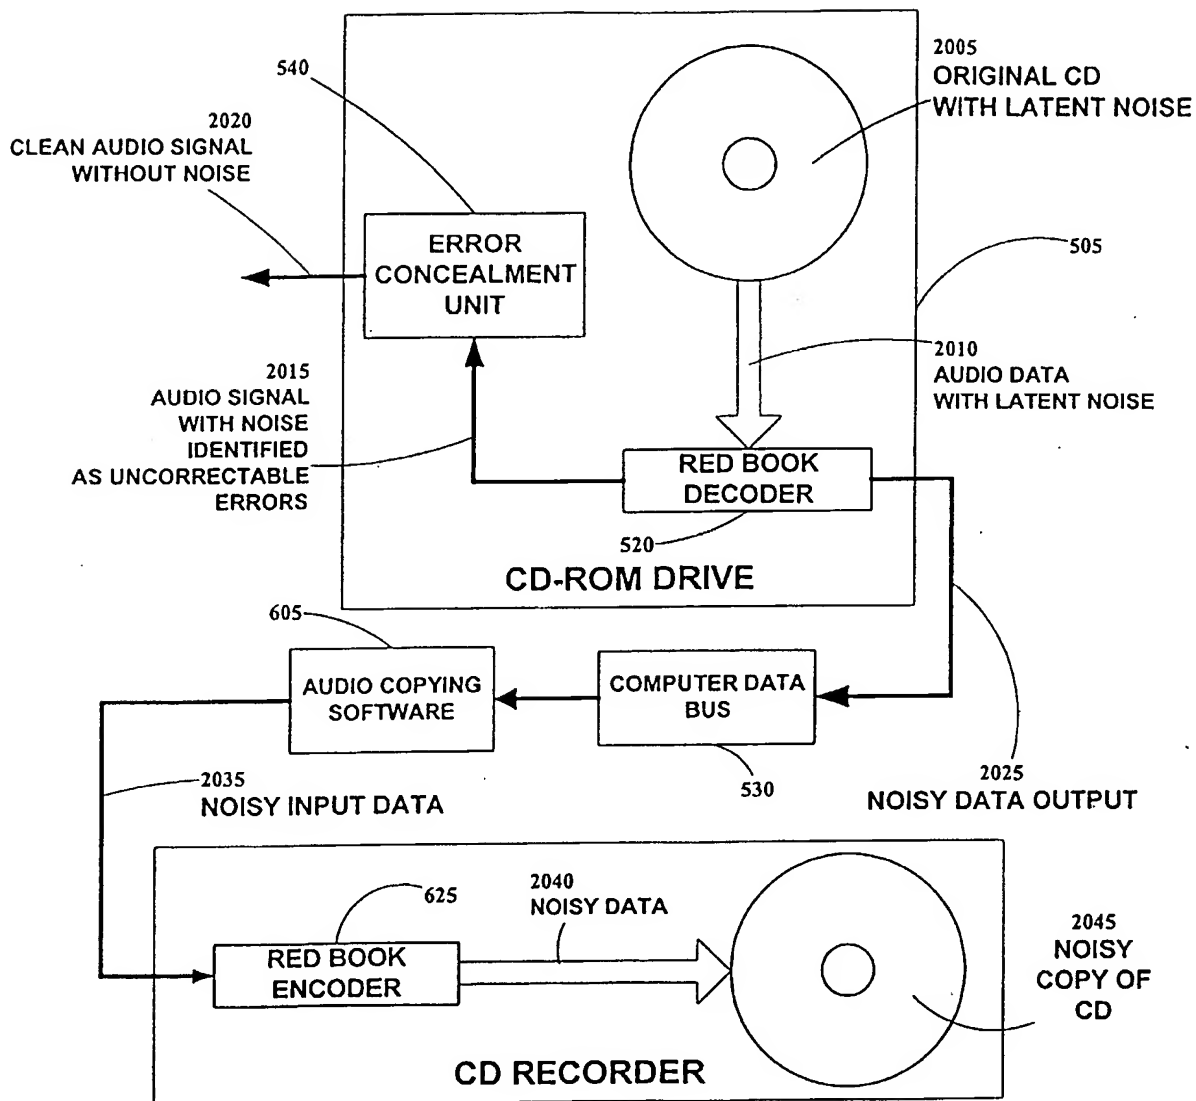 540
2005
ORIGINAL CD
WITH LATENT NOISE
2020
CLEAN AUDIO SIGNAL
WITHOUT NOISE
ERROR
CONCEALMENT
UNIT
505
2010
AUDIO DATA
WITH LATENT NOISE
2015
AUDIO SIGNAL
WITH NOISE
IDENTIFIED
AS UNCORRECTABLE
ERRORS
RED BOOK
DECODER
520
CD-ROM DRIVE
605
AUDIO COPYING
SOFTWARE
COMPUTER DATA
BUS
530
2025
NOISY DATA OUTPUT
2035
NOISY INPUT DATA
625
2040
NOISY DATA
RED BOOK
ENCODER
2045
NOISY
COPY OF
CD
CD RECORDER